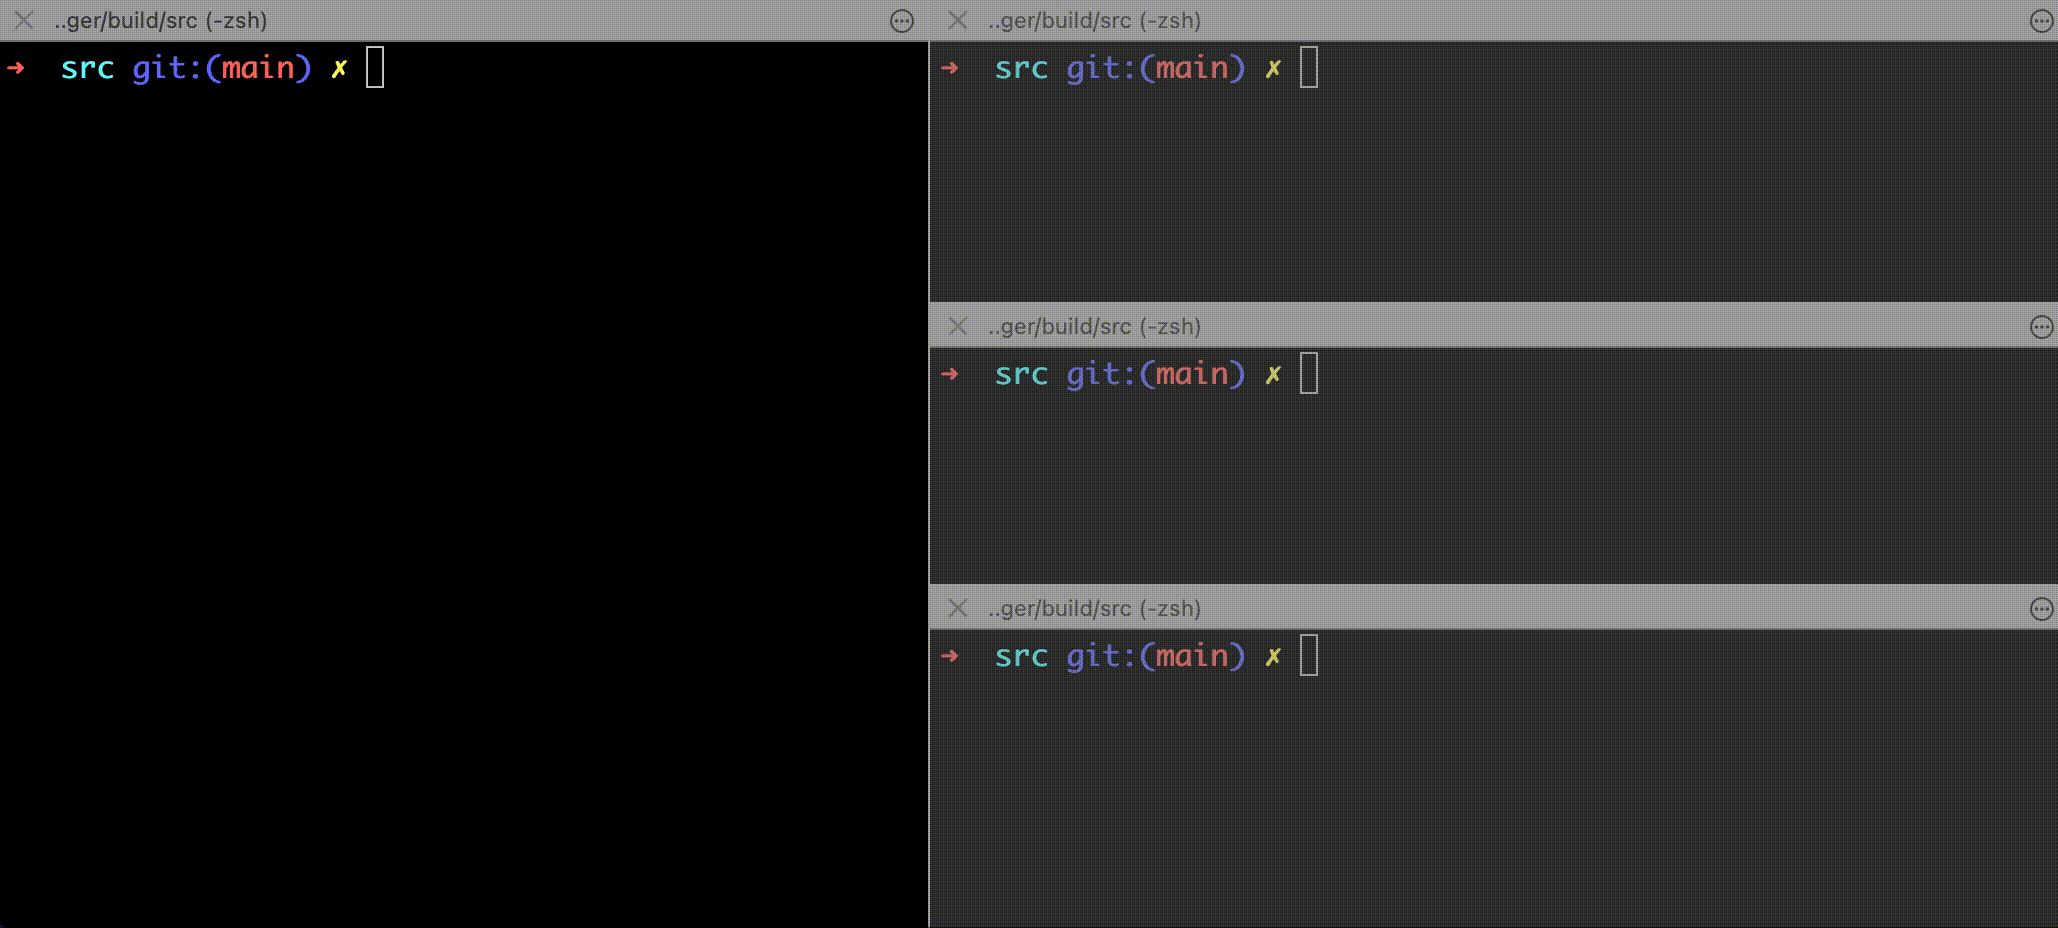 ..ger/build/src (-zsh)
➜ src git:(main) ✗
..ger/build/src (-zsh)
➜ src git:(main) ✗
..ger/build/src (-zsh)
➜ src git:(main) ✗
..ger/build/src (-zsh)
➜ src git:(main) ✗